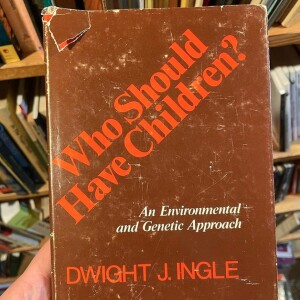 Who Should
Have Children?
An Environmental
and Genetic Approach
DWIGHT J. INGLE